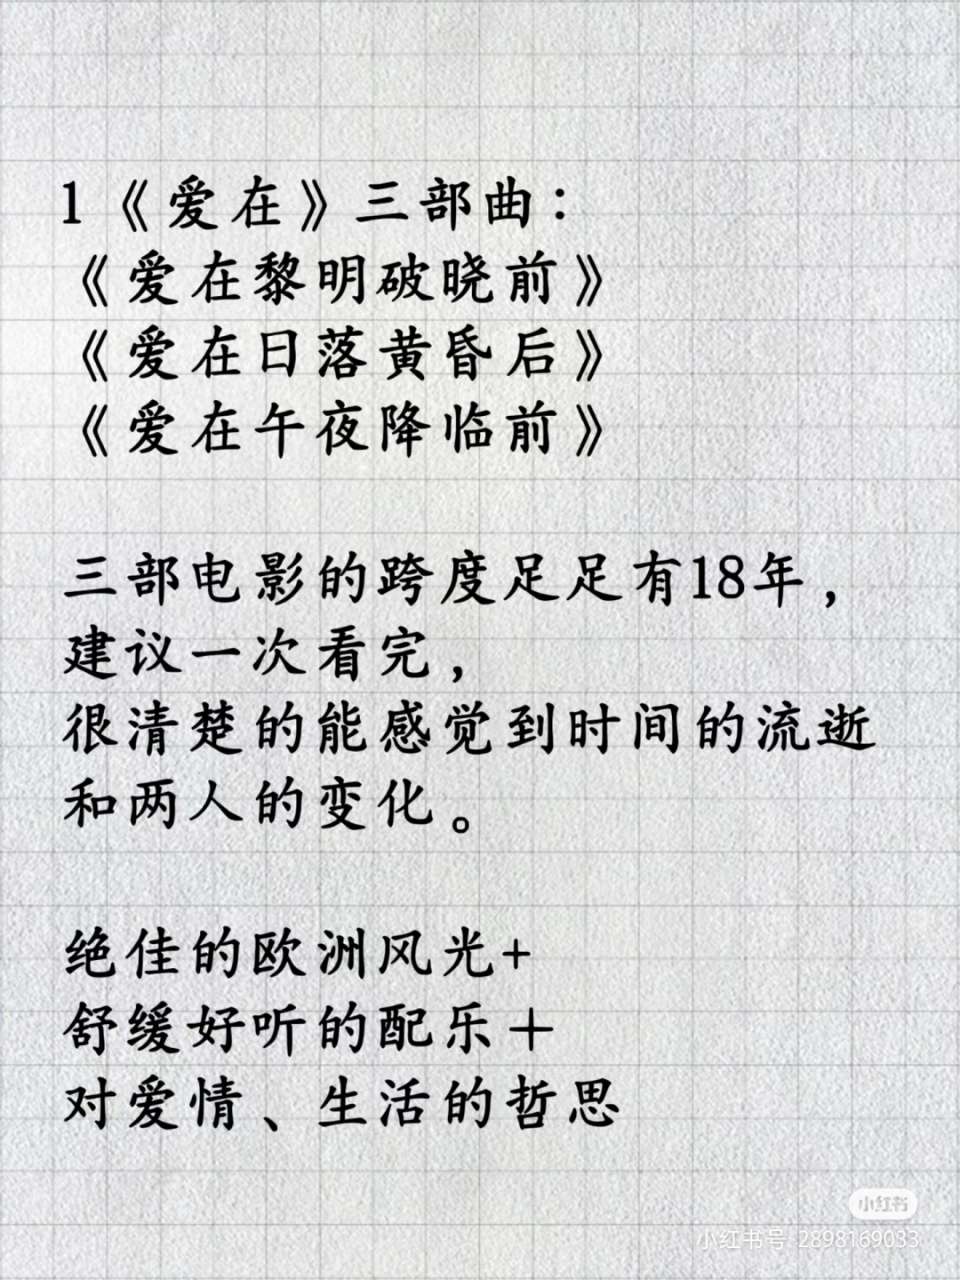 1《爱在》三部曲：
《爱在黎明破晓前》
《爱在日落黄昏后》
《爱在午夜降临前》
三部电影的跨度足足有18年，
建议一次看完，
很清楚的能感觉到时间的流逝
和两人的变化。
绝佳的欧洲风光+
舒缓好听的配乐＋
对爱情、生活的哲思
小红书
小红书号 2898169033